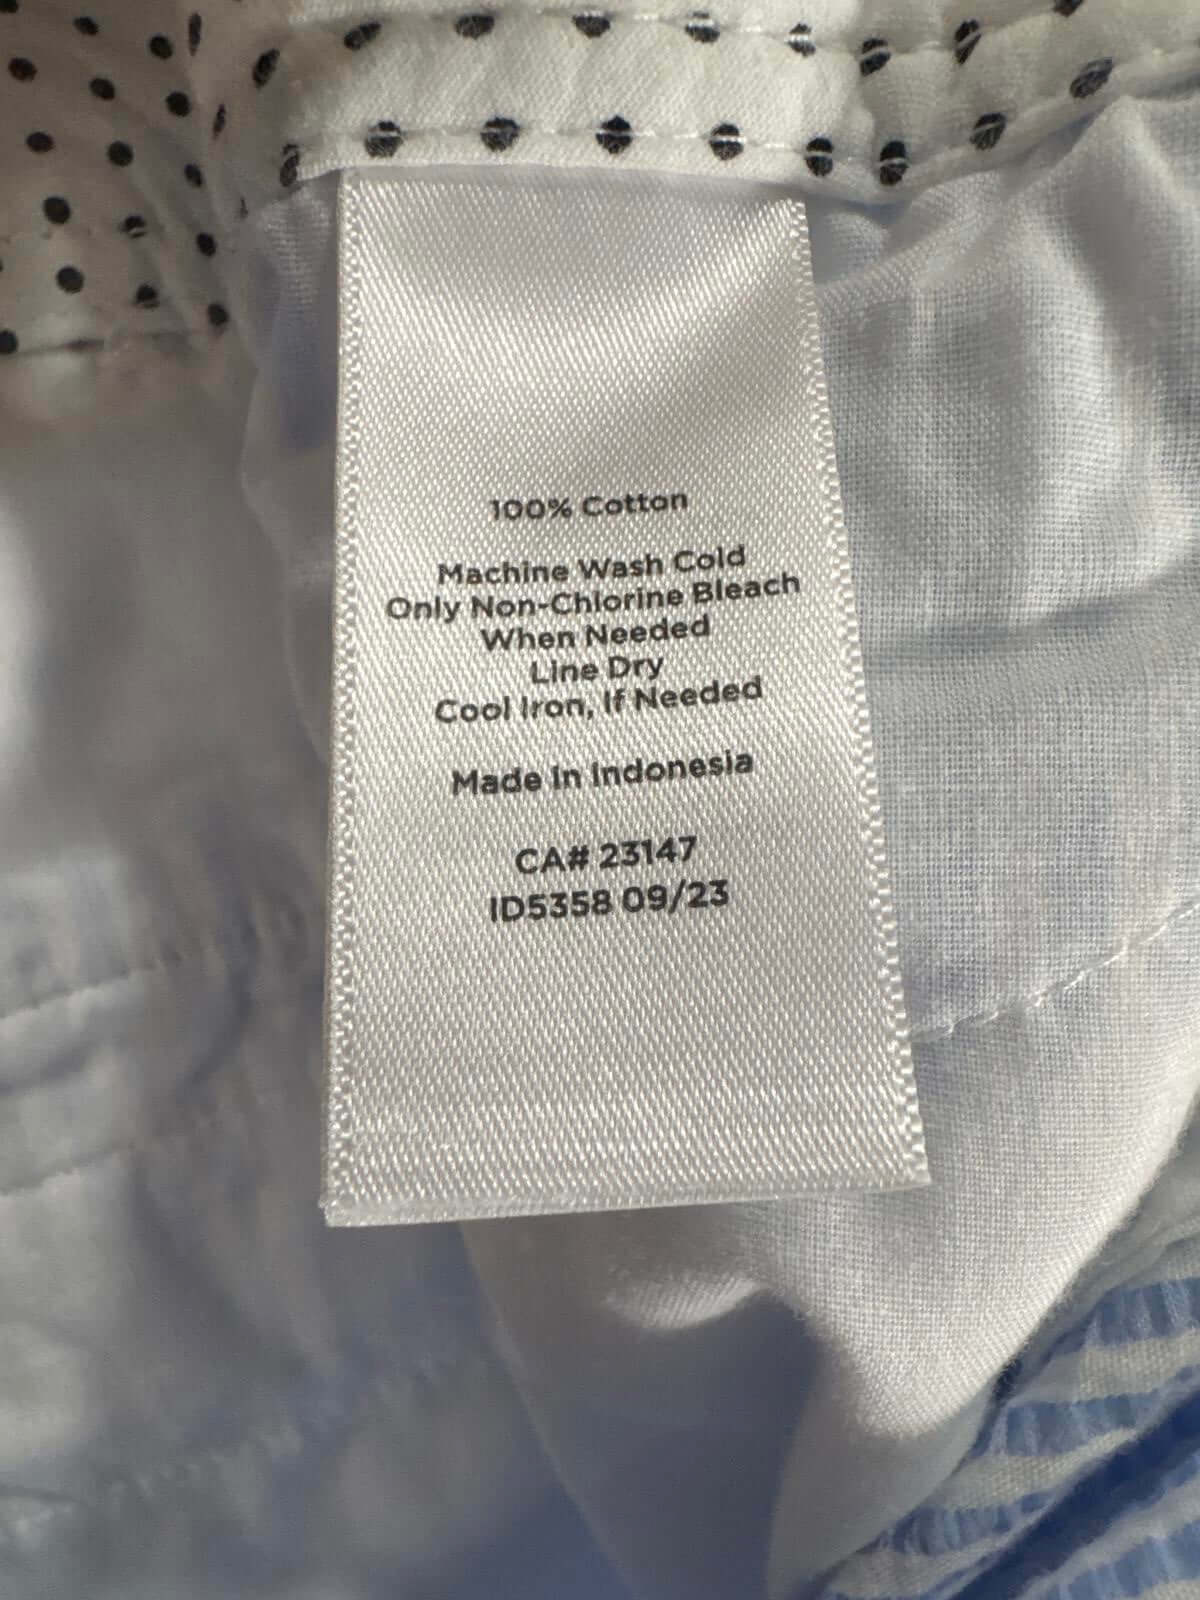 100% Cotton
Machine Wash Cold
Only Non-Chlorine Bleach
When Needed
Line Dry
Cool Iron, If Needed
Made In Indonesia
CA# 23147
ID5358 09/23